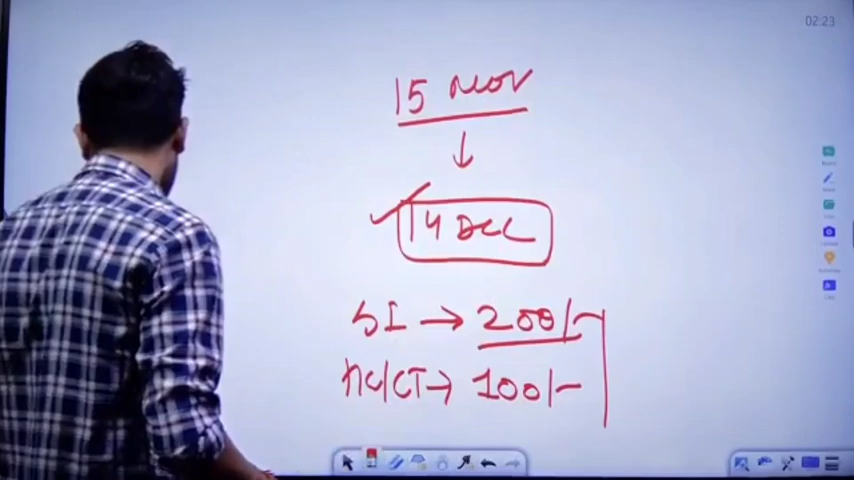 02:23
15 Nov
↓
14 Dec
SI → 200/-
HC/CT → 100/-